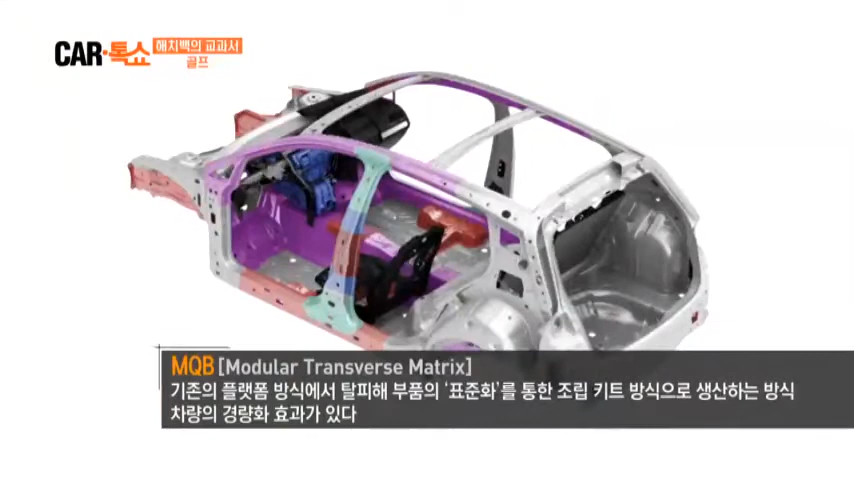 CAR·톡쇼
해치백의 교과서
골프
MQB [Modular Transverse Matrix]
기존의 플랫폼 방식에서 탈피해 부품의 '표준화'를 통한 조립 키트 방식으로 생산하는 방식
차량의 경량화 효과가 있다